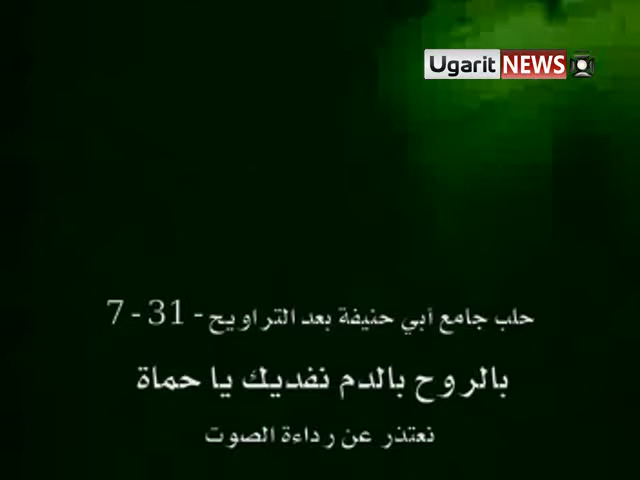 Ugarit NEWS
حلب جامع أبي حنيفة بعد التراويح - 31 - 7
بالروح بالدم نفديك يا حماة
نعتذر عن رداءة الصوت